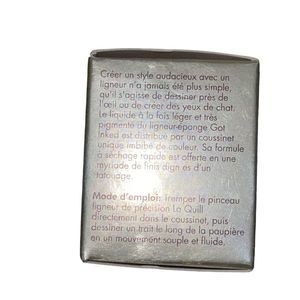 Créer un style audacieux avec un
ligneur n'a jamais été plus simple,
qu'il s'agisse de dessiner près de
l'œil ou de créer des yeux de chat.
Le liquide à la fois léger et très
pigmenté du ligneur-éponge Got
Inked est distribué par un coussinet
unique imbibé de couleur. Sa formule
à séchage rapide est offerte en une
myriade de finis dignes d'un
tatouage.
Mode d'emploi: Tremper le pinceau
ligneur de précision La Quill
directement dans le coussinet, puis
dessiner un trait le long de la paupière
en un mouvement souple et fluide.